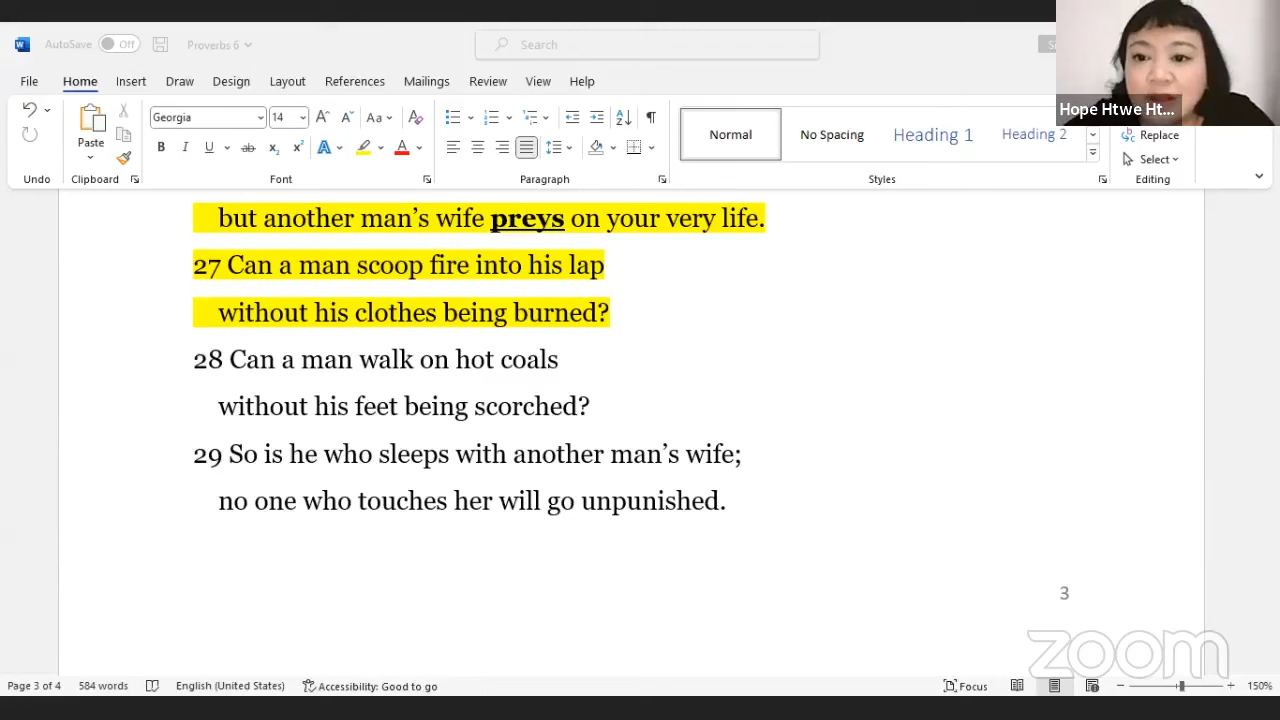 AutoSave Off Proverbs 6 Search
Hope Htwe Ht...
File Home Insert Draw Design Layout References Mailings Review View Help
Georgia 14 Aa
Paste
Normal No Spacing Heading 1 Heading 2
Replace
Select
Undo Clipboard Font Paragraph Styles Editing
but another man's wife preys on your very life.
27 Can a man scoop fire into his lap
without his clothes being burned?
28 Can a man walk on hot coals
without his feet being scorched?
29 So is he who sleeps with another man's wife;
no one who touches her will go unpunished.
3
zoom
Page 3 of 4 584 words English (United States) Accessibility: Good to go Focus 150%